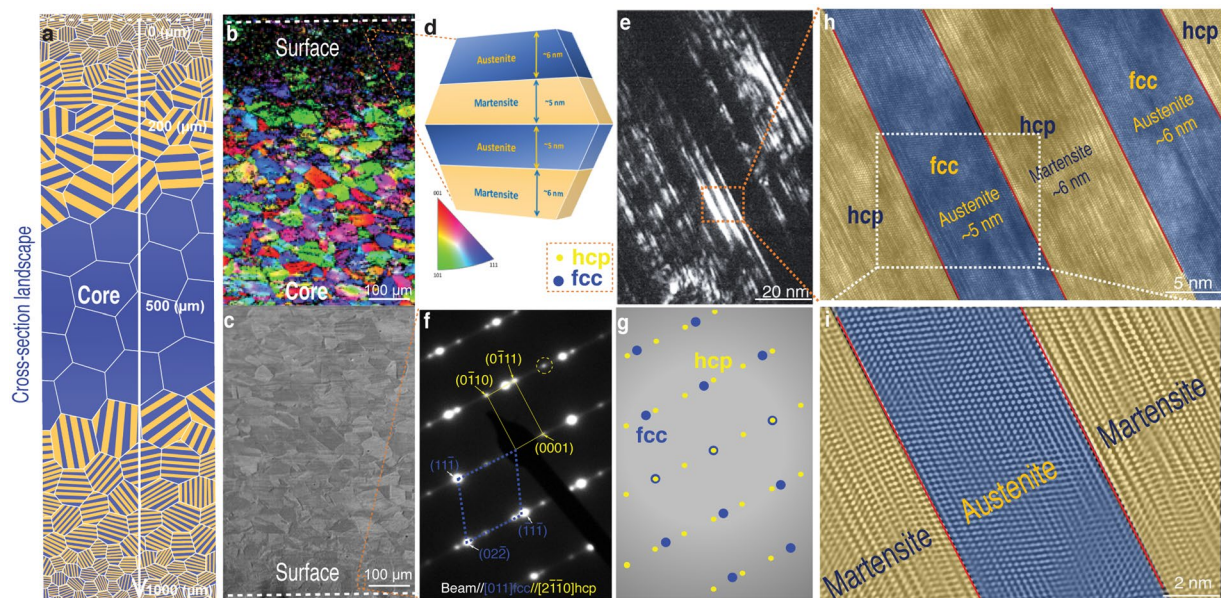 a
0 (μm)
200 (μm)
Core
500 (μm)
1000 (μm)
Cross-section landscape
b
Surface
Core
100 μm
c
Surface
100 μm
d
Austenite
~6 nm
Martensite
~5 nm
Austenite
~5 nm
Martensite
~6 nm
001
101
111
hcp
fcc
e
20 nm
f
(01̄11)
(01̄10)
(0001)
(111̄)
(11̄1̄)
(022̄)
Beam//[011]fcc//[21̄1̄0]hcp
g
hcp
fcc
h
hcp
fcc
Austenite
~6 nm
hcp
Martensite
~6 nm
fcc
Austenite
~5 nm
hcp
5 nm
i
Martensite
Austenite
Martensite
2 nm